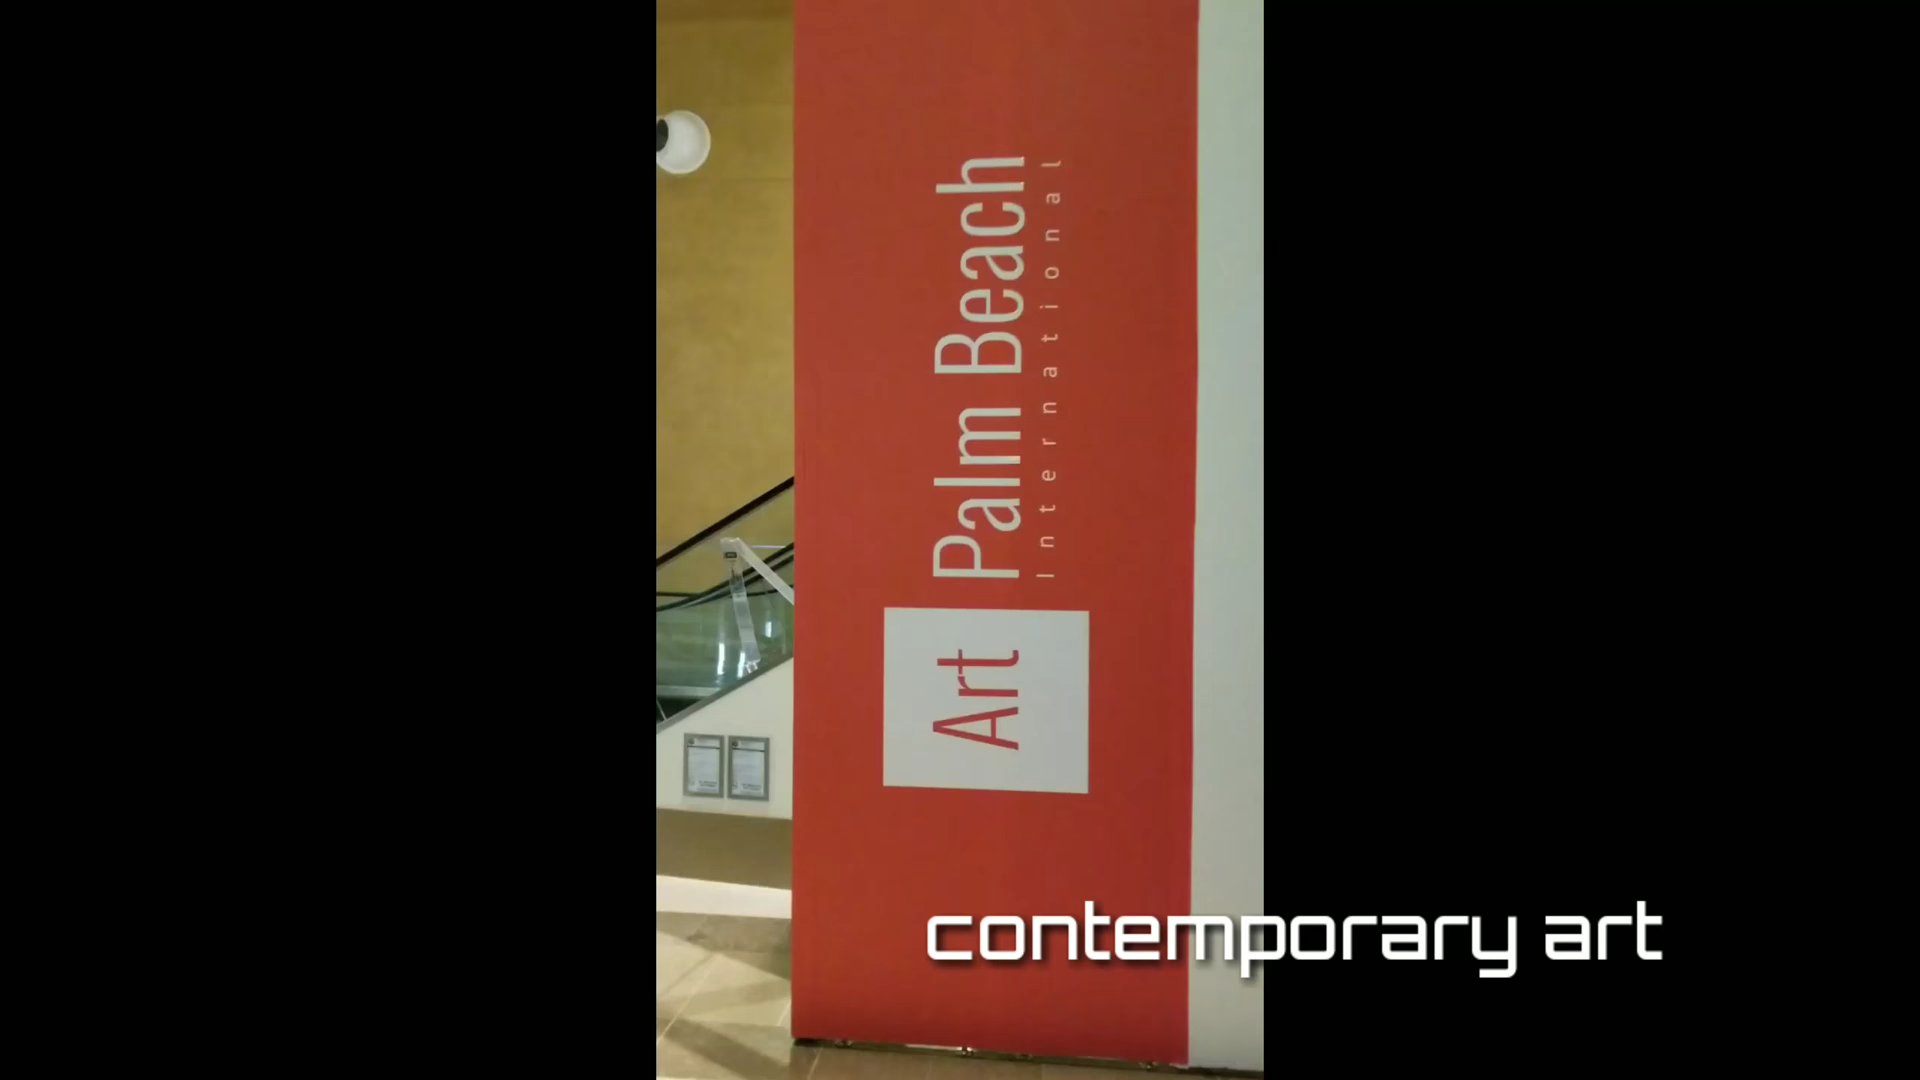 Art
Palm Beach
International
contemporary art